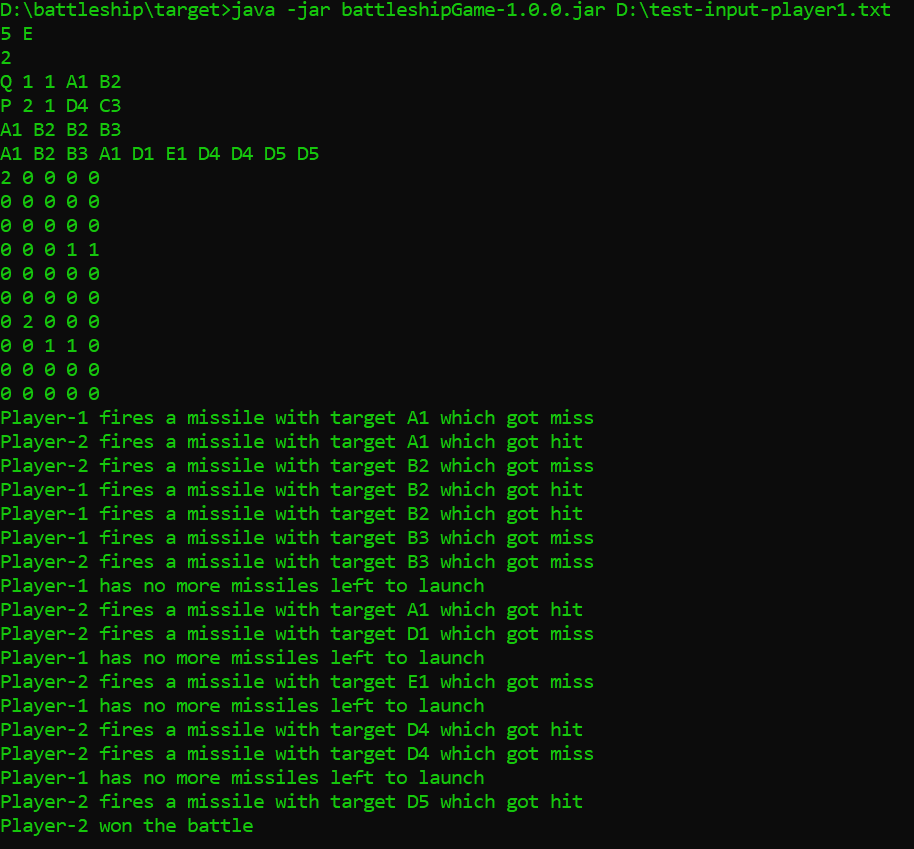 D:\battleship\target>java -jar battleshipGame-1.0.0.jar D:\test-input-player1.txt
5 E
2
Q 1 1 A1 B2
P 2 1 D4 C3
A1 B2 B2 B3
A1 B2 B3 A1 D1 E1 D4 D4 D5 D5
2 0 0 0 0
0 0 0 0 0
0 0 0 0 0
0 0 0 1 1
0 0 0 0 0
0 0 0 0 0
0 2 0 0 0
0 0 1 1 0
0 0 0 0 0
0 0 0 0 0
Player-1 fires a missile with target A1 which got miss
Player-2 fires a missile with target A1 which got hit
Player-2 fires a missile with target B2 which got miss
Player-1 fires a missile with target B2 which got hit
Player-1 fires a missile with target B2 which got hit
Player-1 fires a missile with target B3 which got miss
Player-2 fires a missile with target B3 which got miss
Player-1 has no more missiles left to launch
Player-2 fires a missile with target A1 which got hit
Player-2 fires a missile with target D1 which got miss
Player-1 has no more missiles left to launch
Player-2 fires a missile with target E1 which got miss
Player-1 has no more missiles left to launch
Player-2 fires a missile with target D4 which got hit
Player-2 fires a missile with target D4 which got miss
Player-1 has no more missiles left to launch
Player-2 fires a missile with target D5 which got hit
Player-2 won the battle